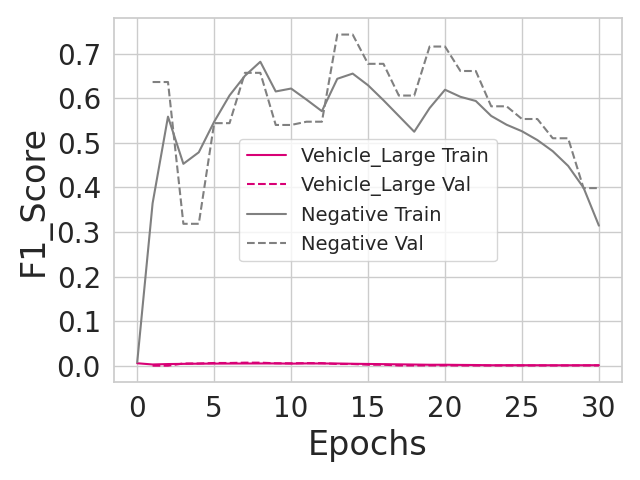 F1_Score
0.7
0.6
0.5
0.4
0.3
0.2
0.1
0.0
Vehicle_Large Train
Vehicle_Large Val
Negative Train
Negative Val
0 5 10 15 20 25 30
Epochs